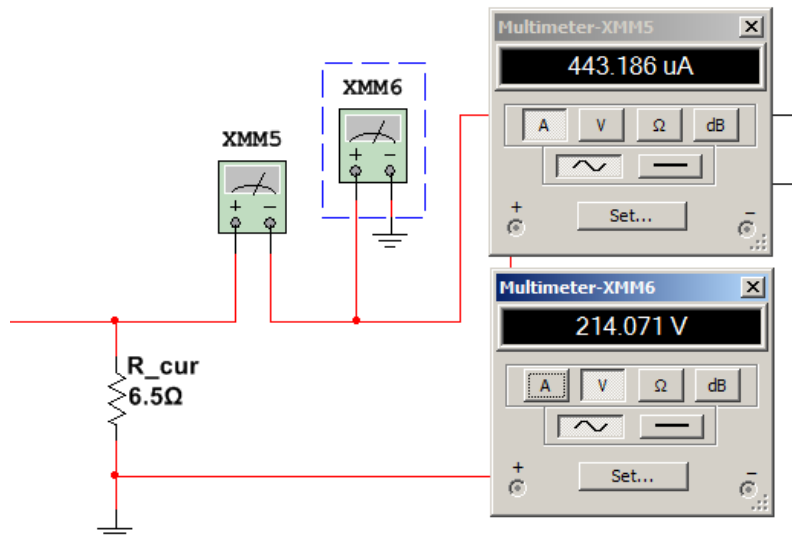 XMM5
+ −
XMM6
+ −
R_cur
6.5Ω
Multimeter-XMM5
443.186 uA
A V Ω dB
+ Set... −
Multimeter-XMM6
214.071 V
A V Ω dB
+ Set... −